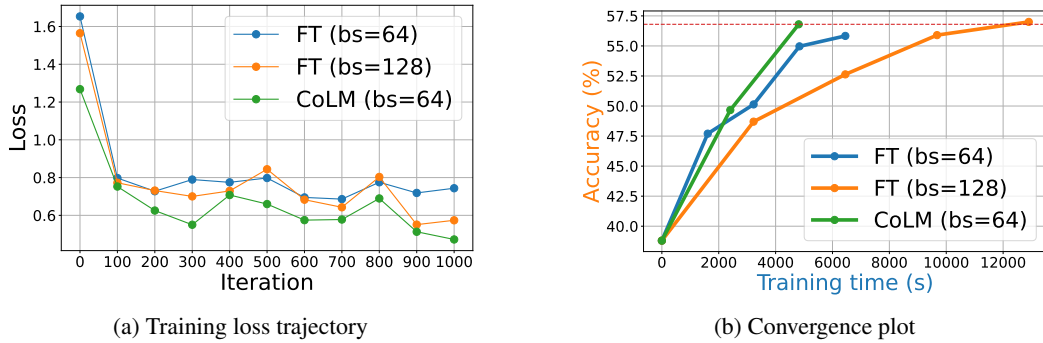 1.6
1.4
1.2
1.0
0.8
0.6
Loss
FT (bs=64)
FT (bs=128)
CoLM (bs=64)
0 100 200 300 400 500 600 700 800 900 1000
Iteration
(a) Training loss trajectory
57.5
55.0
52.5
50.0
47.5
45.0
42.5
40.0
Accuracy (%)
FT (bs=64)
FT (bs=128)
CoLM (bs=64)
0 2000 4000 6000 8000 10000 12000
Training time (s)
(b) Convergence plot